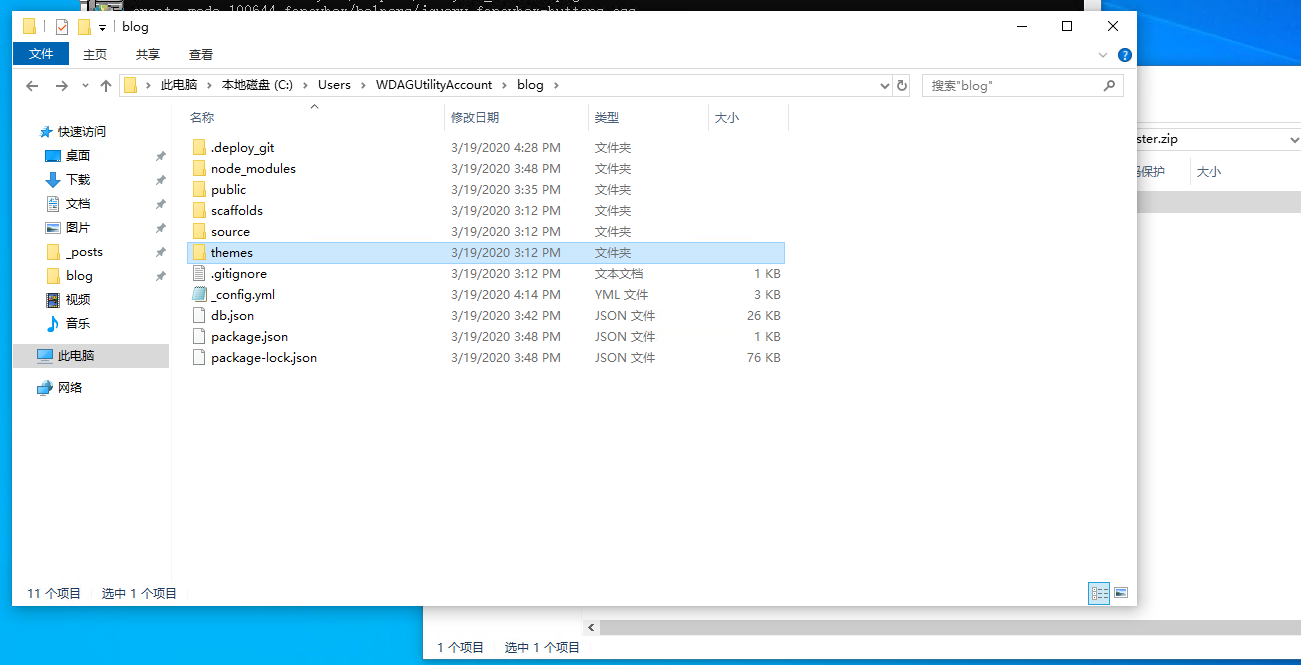 create mode 100644 fancybox/helpers/jquery.fancybox-buttons.css
blog
文件 主页 共享 查看
此电脑 本地磁盘 (C:) Users WDAGUtilityAccount blog
搜索"blog"
名称 修改日期 类型 大小
快速访问
桌面
下载
文档
图片
_posts
blog
视频
音乐
此电脑
网络
.deploy_git 3/19/2020 4:28 PM 文件夹
node_modules 3/19/2020 3:48 PM 文件夹
public 3/19/2020 3:35 PM 文件夹
scaffolds 3/19/2020 3:12 PM 文件夹
source 3/19/2020 3:12 PM 文件夹
themes 3/19/2020 3:12 PM 文件夹
.gitignore 3/19/2020 3:12 PM 文本文档 1 KB
_config.yml 3/19/2020 4:14 PM YML 文件 3 KB
db.json 3/19/2020 3:42 PM JSON 文件 26 KB
package.json 3/19/2020 3:48 PM JSON 文件 1 KB
package-lock.json 3/19/2020 3:48 PM JSON 文件 76 KB
11 个项目 选中 1 个项目
ster.zip
保护 大小
1 个项目 选中 1 个项目